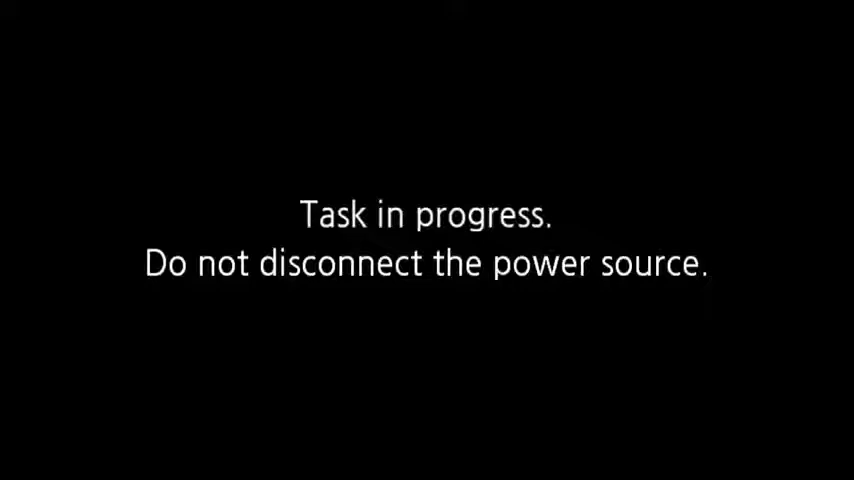 Task in progress.
Do not disconnect the power source.